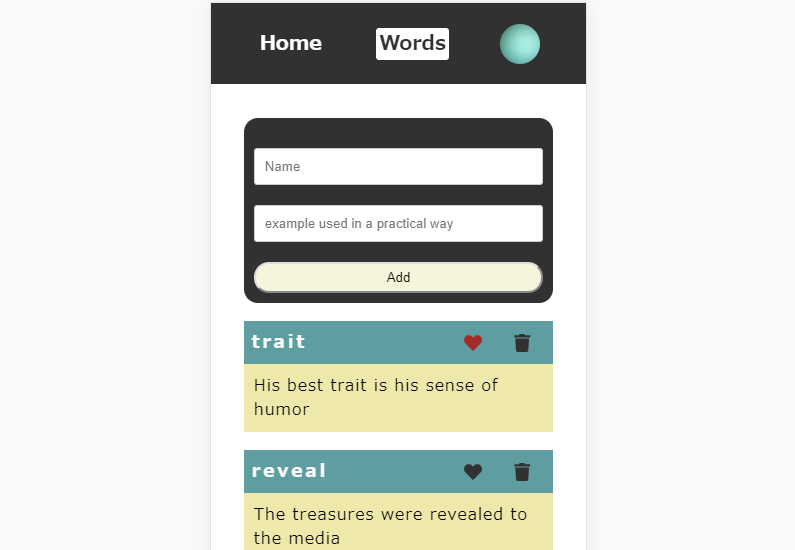 Home Words
Name
example used in a practical way
Add
trait
His best trait is his sense of
humor
reveal
The treasures were revealed to
the media